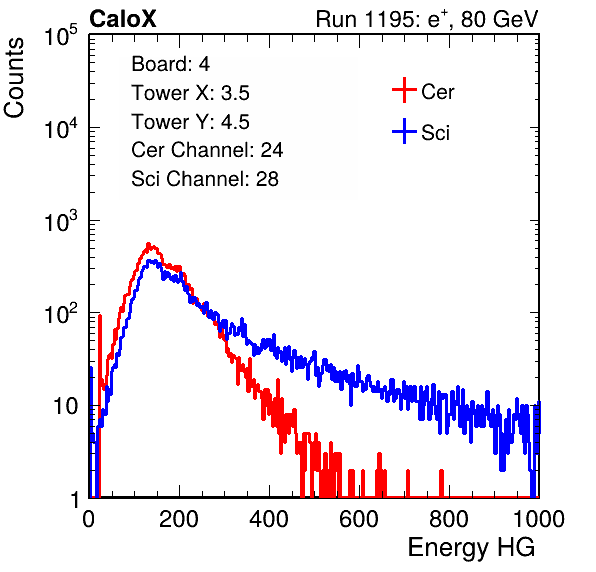 CaloX Run 1195: e⁺, 80 GeV
Counts
Board: 4
Tower X: 3.5
Tower Y: 4.5
Cer Channel: 24
Sci Channel: 28
Cer
Sci
10⁵
10⁴
10³
10²
10
1
0 200 400 600 800 1000
Energy HG